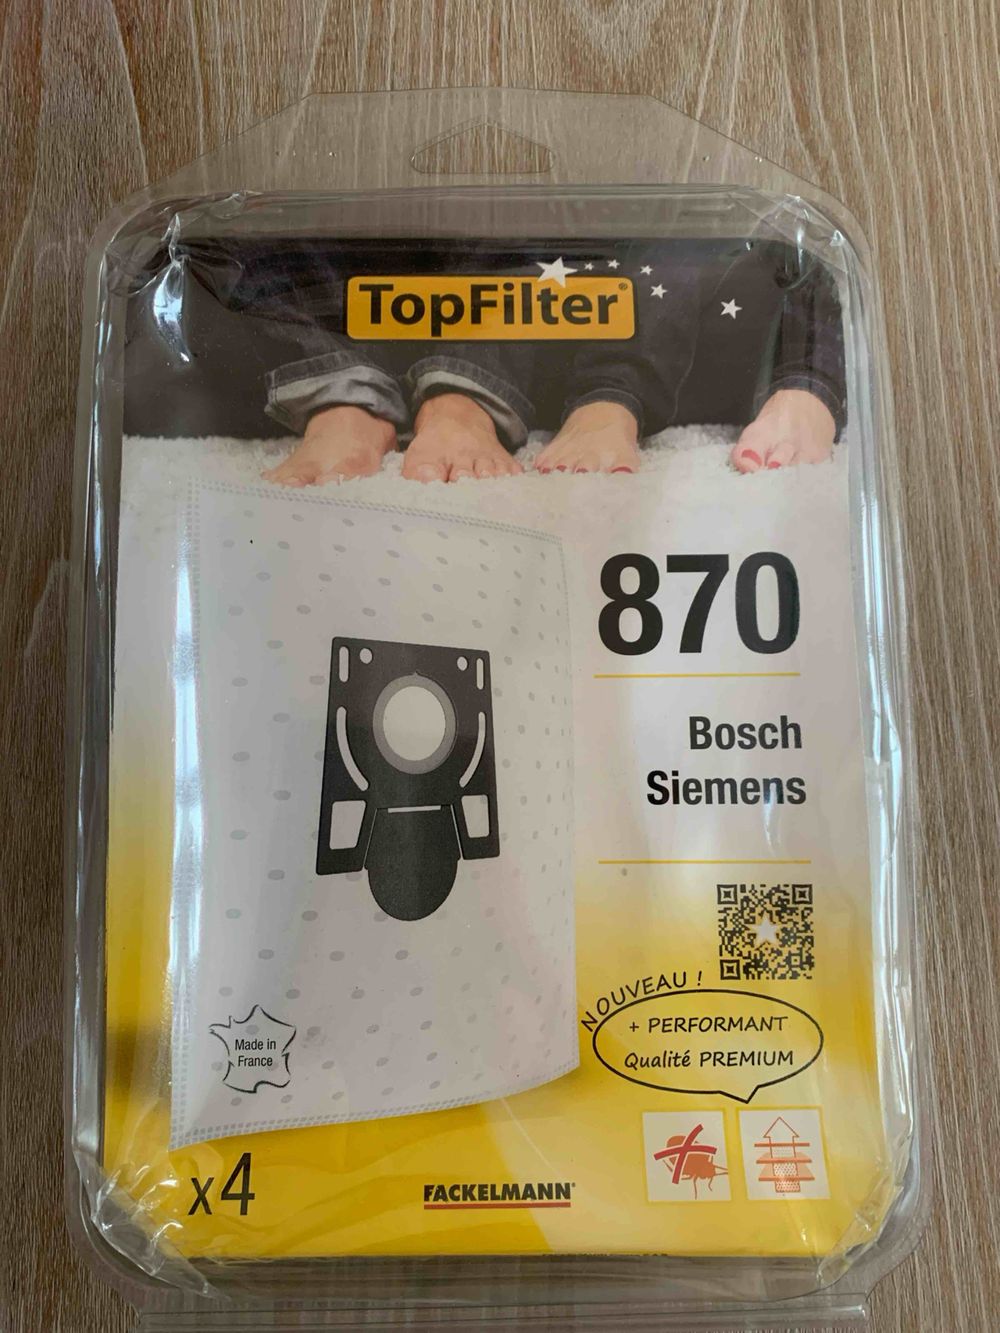 TopFilter®
870
Bosch
Siemens
NOUVEAU !
+ PERFORMANT
Qualité PREMIUM
Made in
France
x4
FACKELMANN®